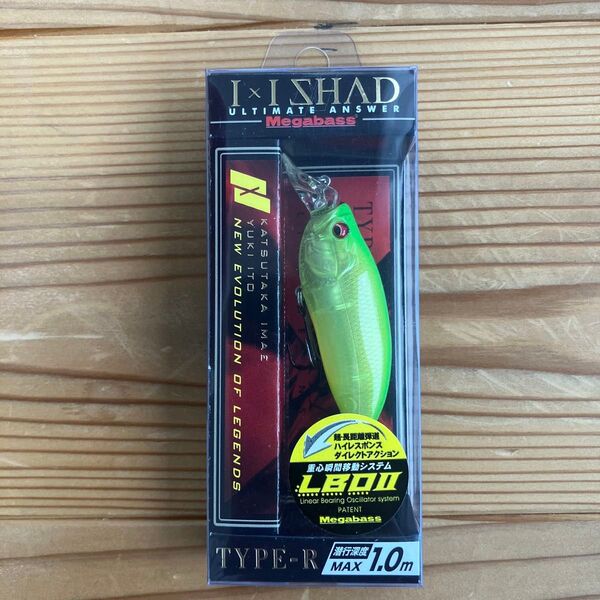 I×I SHAD
ULTIMATE ANSWER
Megabass
KATSUTAKA IMAE
YUKI ITO
NEW EVOLUTION OF LEGENDS
TYPE
超・長距離弾道
ハイレスポンス
ダイレクトアクション
重心瞬間移動システム
LBOII
Linear Bearing Oscillator system
PATENT
Megabass
TYPE-R
潜行深度
MAX 1.0m